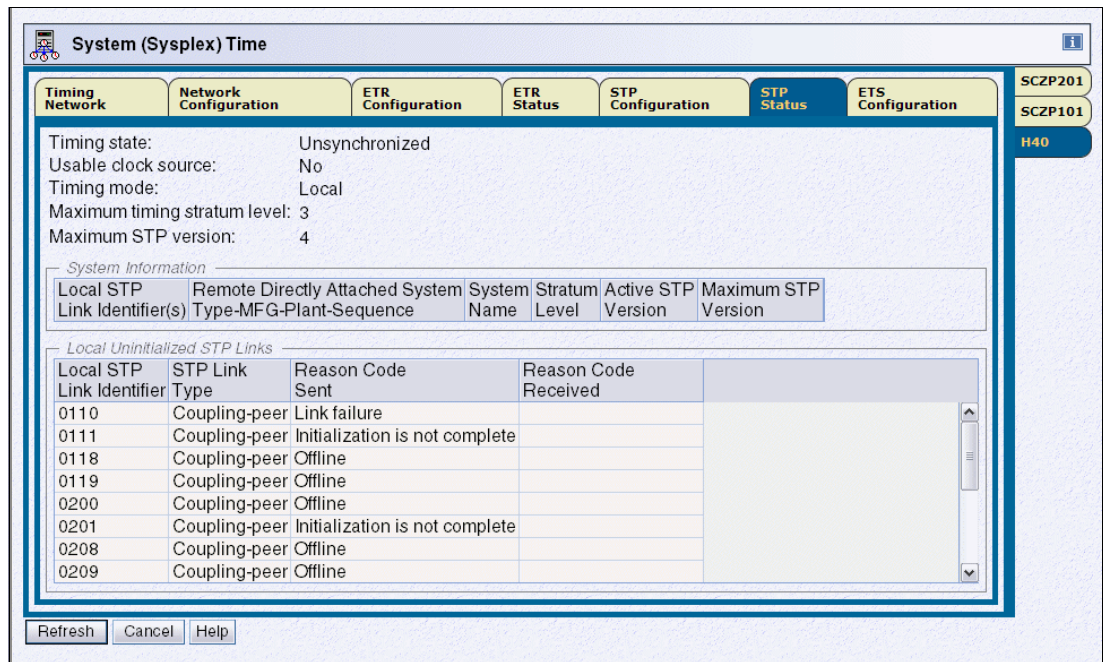 System (Sysplex) Time
i
Timing Network
Network Configuration
ETR Configuration
ETR Status
STP Configuration
STP Status
ETS Configuration
SCZP201
SCZP101
H40
Timing state: Unsynchronized
Usable clock source: No
Timing mode: Local
Maximum timing stratum level: 3
Maximum STP version: 4
System Information
Local STP Remote Directly Attached System System Stratum Active STP Maximum STP
Link Identifier(s) Type-MFG-Plant-Sequence Name Level Version Version
Local Uninitialized STP Links
Local STP STP Link Reason Code Reason Code
Link Identifier Type Sent Received
0110 Coupling-peer Link failure
0111 Coupling-peer Initialization is not complete
0118 Coupling-peer Offline
0119 Coupling-peer Offline
0200 Coupling-peer Offline
0201 Coupling-peer Initialization is not complete
0208 Coupling-peer Offline
0209 Coupling-peer Offline
Refresh Cancel Help